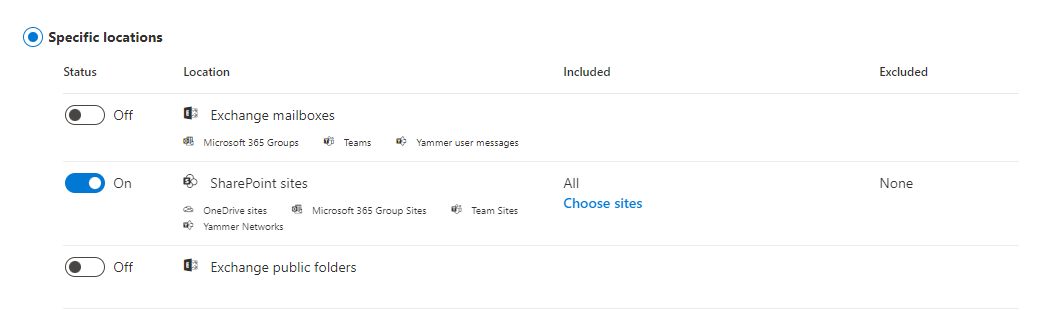 Specific locations
Status Location Included Excluded
Off Exchange mailboxes
Microsoft 365 Groups Teams Yammer user messages
On SharePoint sites All None
Choose sites
OneDrive sites Microsoft 365 Group Sites Team Sites
Yammer Networks
Off Exchange public folders